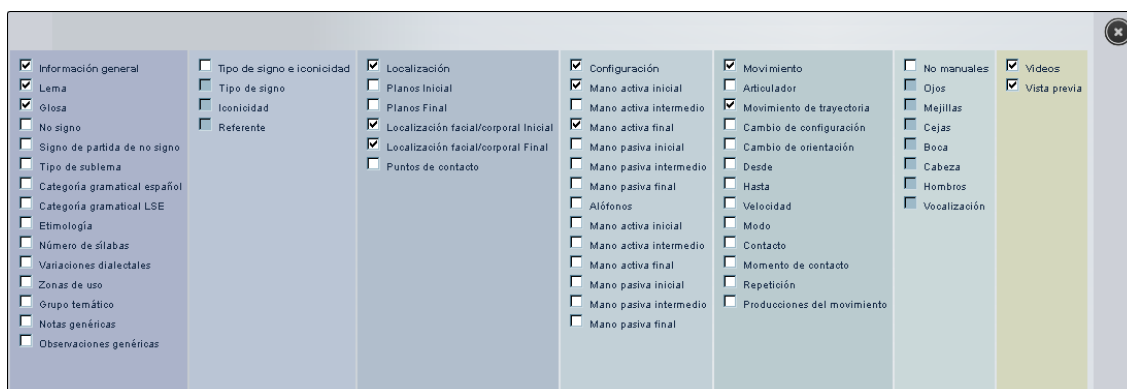 Información general
Lema
Glosa
No signo
Signo de partida de no signo
Tipo de sublema
Categoría gramatical español
Categoría gramatical LSE
Etimología
Número de sílabas
Variaciones dialectales
Zonas de uso
Grupo temático
Notas genéricas
Observaciones genéricas
Tipo de signo e iconicidad
Tipo de signo
Iconicidad
Referente
Localización
Planos Inicial
Planos Final
Localización facial/corporal Inicial
Localización facial/corporal Final
Puntos de contacto
Configuración
Mano activa inicial
Mano activa intermedio
Mano activa final
Mano pasiva inicial
Mano pasiva intermedio
Mano pasiva final
Alófonos
Mano activa inicial
Mano activa intermedio
Mano activa final
Mano pasiva inicial
Mano pasiva intermedio
Mano pasiva final
Movimiento
Articulador
Movimiento de trayectoria
Cambio de configuración
Cambio de orientación
Desde
Hasta
Velocidad
Modo
Contacto
Momento de contacto
Repetición
Producciones del movimiento
No manuales
Ojos
Mejillas
Cejas
Boca
Cabeza
Hombros
Vocalización
Videos
Vista previa